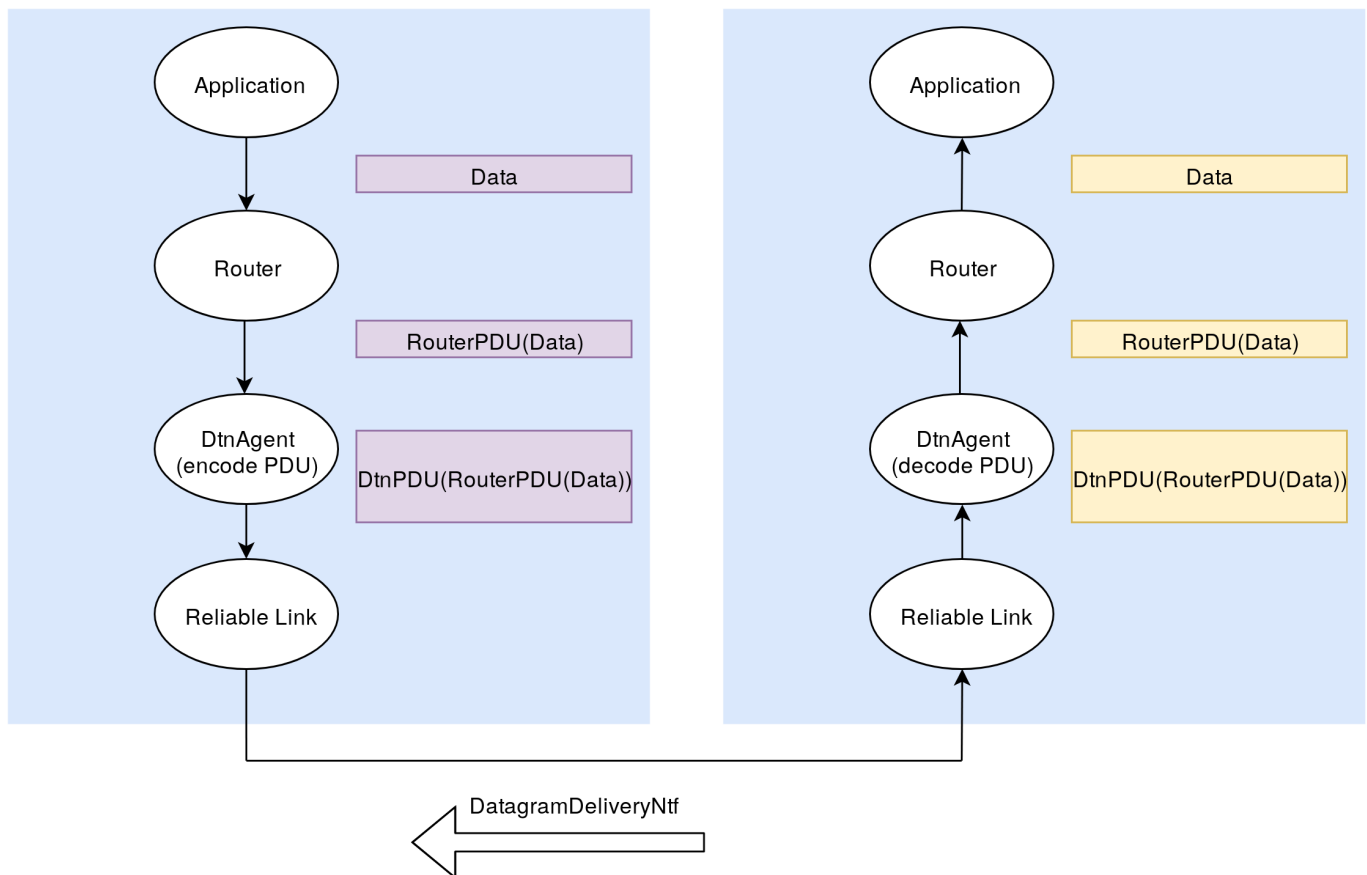 Application
Data
Router
RouterPDU(Data)
DtnAgent
(encode PDU)
DtnPDU(RouterPDU(Data))
Reliable Link
Application
Data
Router
RouterPDU(Data)
DtnAgent
(decode PDU)
DtnPDU(RouterPDU(Data))
Reliable Link
DatagramDeliveryNtf